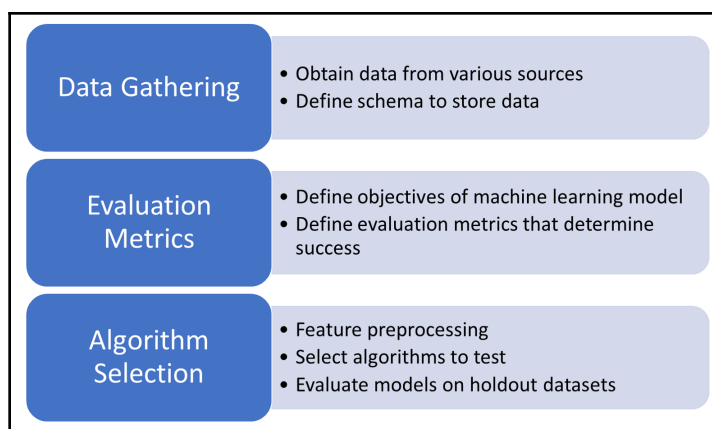 Data Gathering
• Obtain data from various sources
• Define schema to store data
Evaluation
Metrics
• Define objectives of machine learning model
• Define evaluation metrics that determine
success
Algorithm
Selection
• Feature preprocessing
• Select algorithms to test
• Evaluate models on holdout datasets